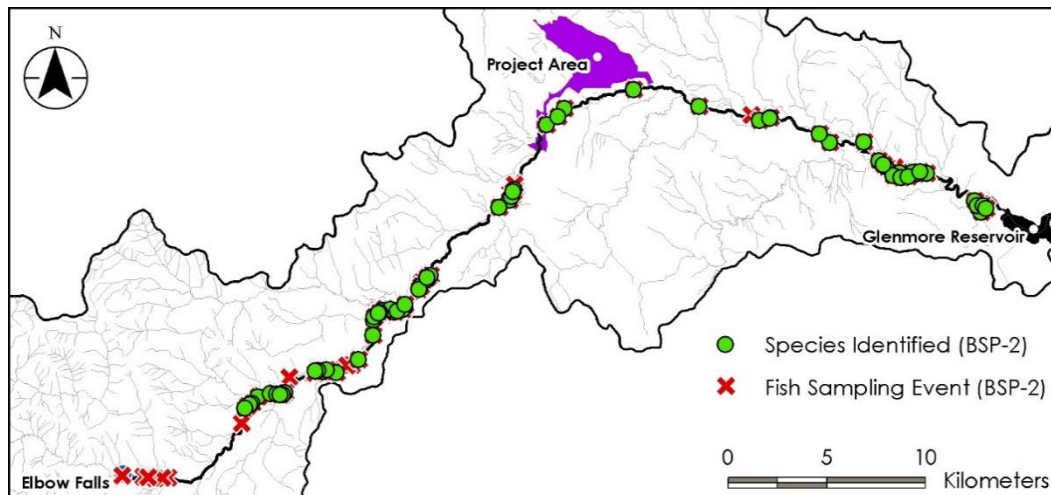 N
Project Area
Glenmore Reservoir
Species Identified (BSP-2)
Fish Sampling Event (BSP-2)
Elbow Falls
0 5 10
Kilometers